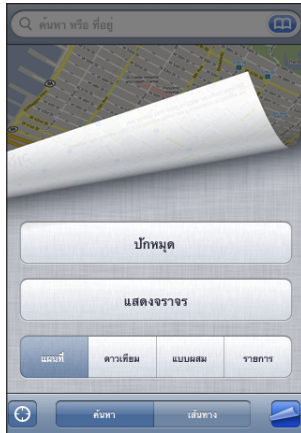 ค้นหา หรือ ที่อยู่
ปักหมุด
แสดงจราจร
แผนที่ ดาวเทียม แบบผสม รายการ
ค้นหา เส้นทาง